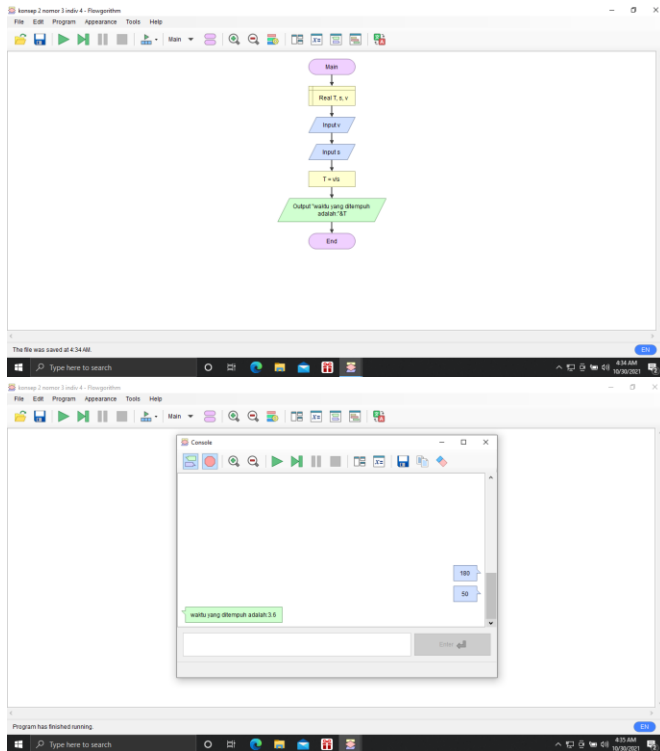 konsep 2 nomer 3 indiv 4 - Flowgorithm
File Edit Program Appearance Tools Help
Main
Main
Real T, s, v
Input v
Input s
T = v/s
Output "waktu yang ditempuh
adalah:"&T
End
The file was saved at 4:34 AM.
EN
Type here to search
4:34 AM
10/30/2021
konsep 2 nomer 3 indiv 4 - Flowgorithm
File Edit Program Appearance Tools Help
Main
Console
180
50
waktu yang ditempuh adalah:3.6
Enter
Program has finished running.
EN
Type here to search
4:35 AM
10/30/2021